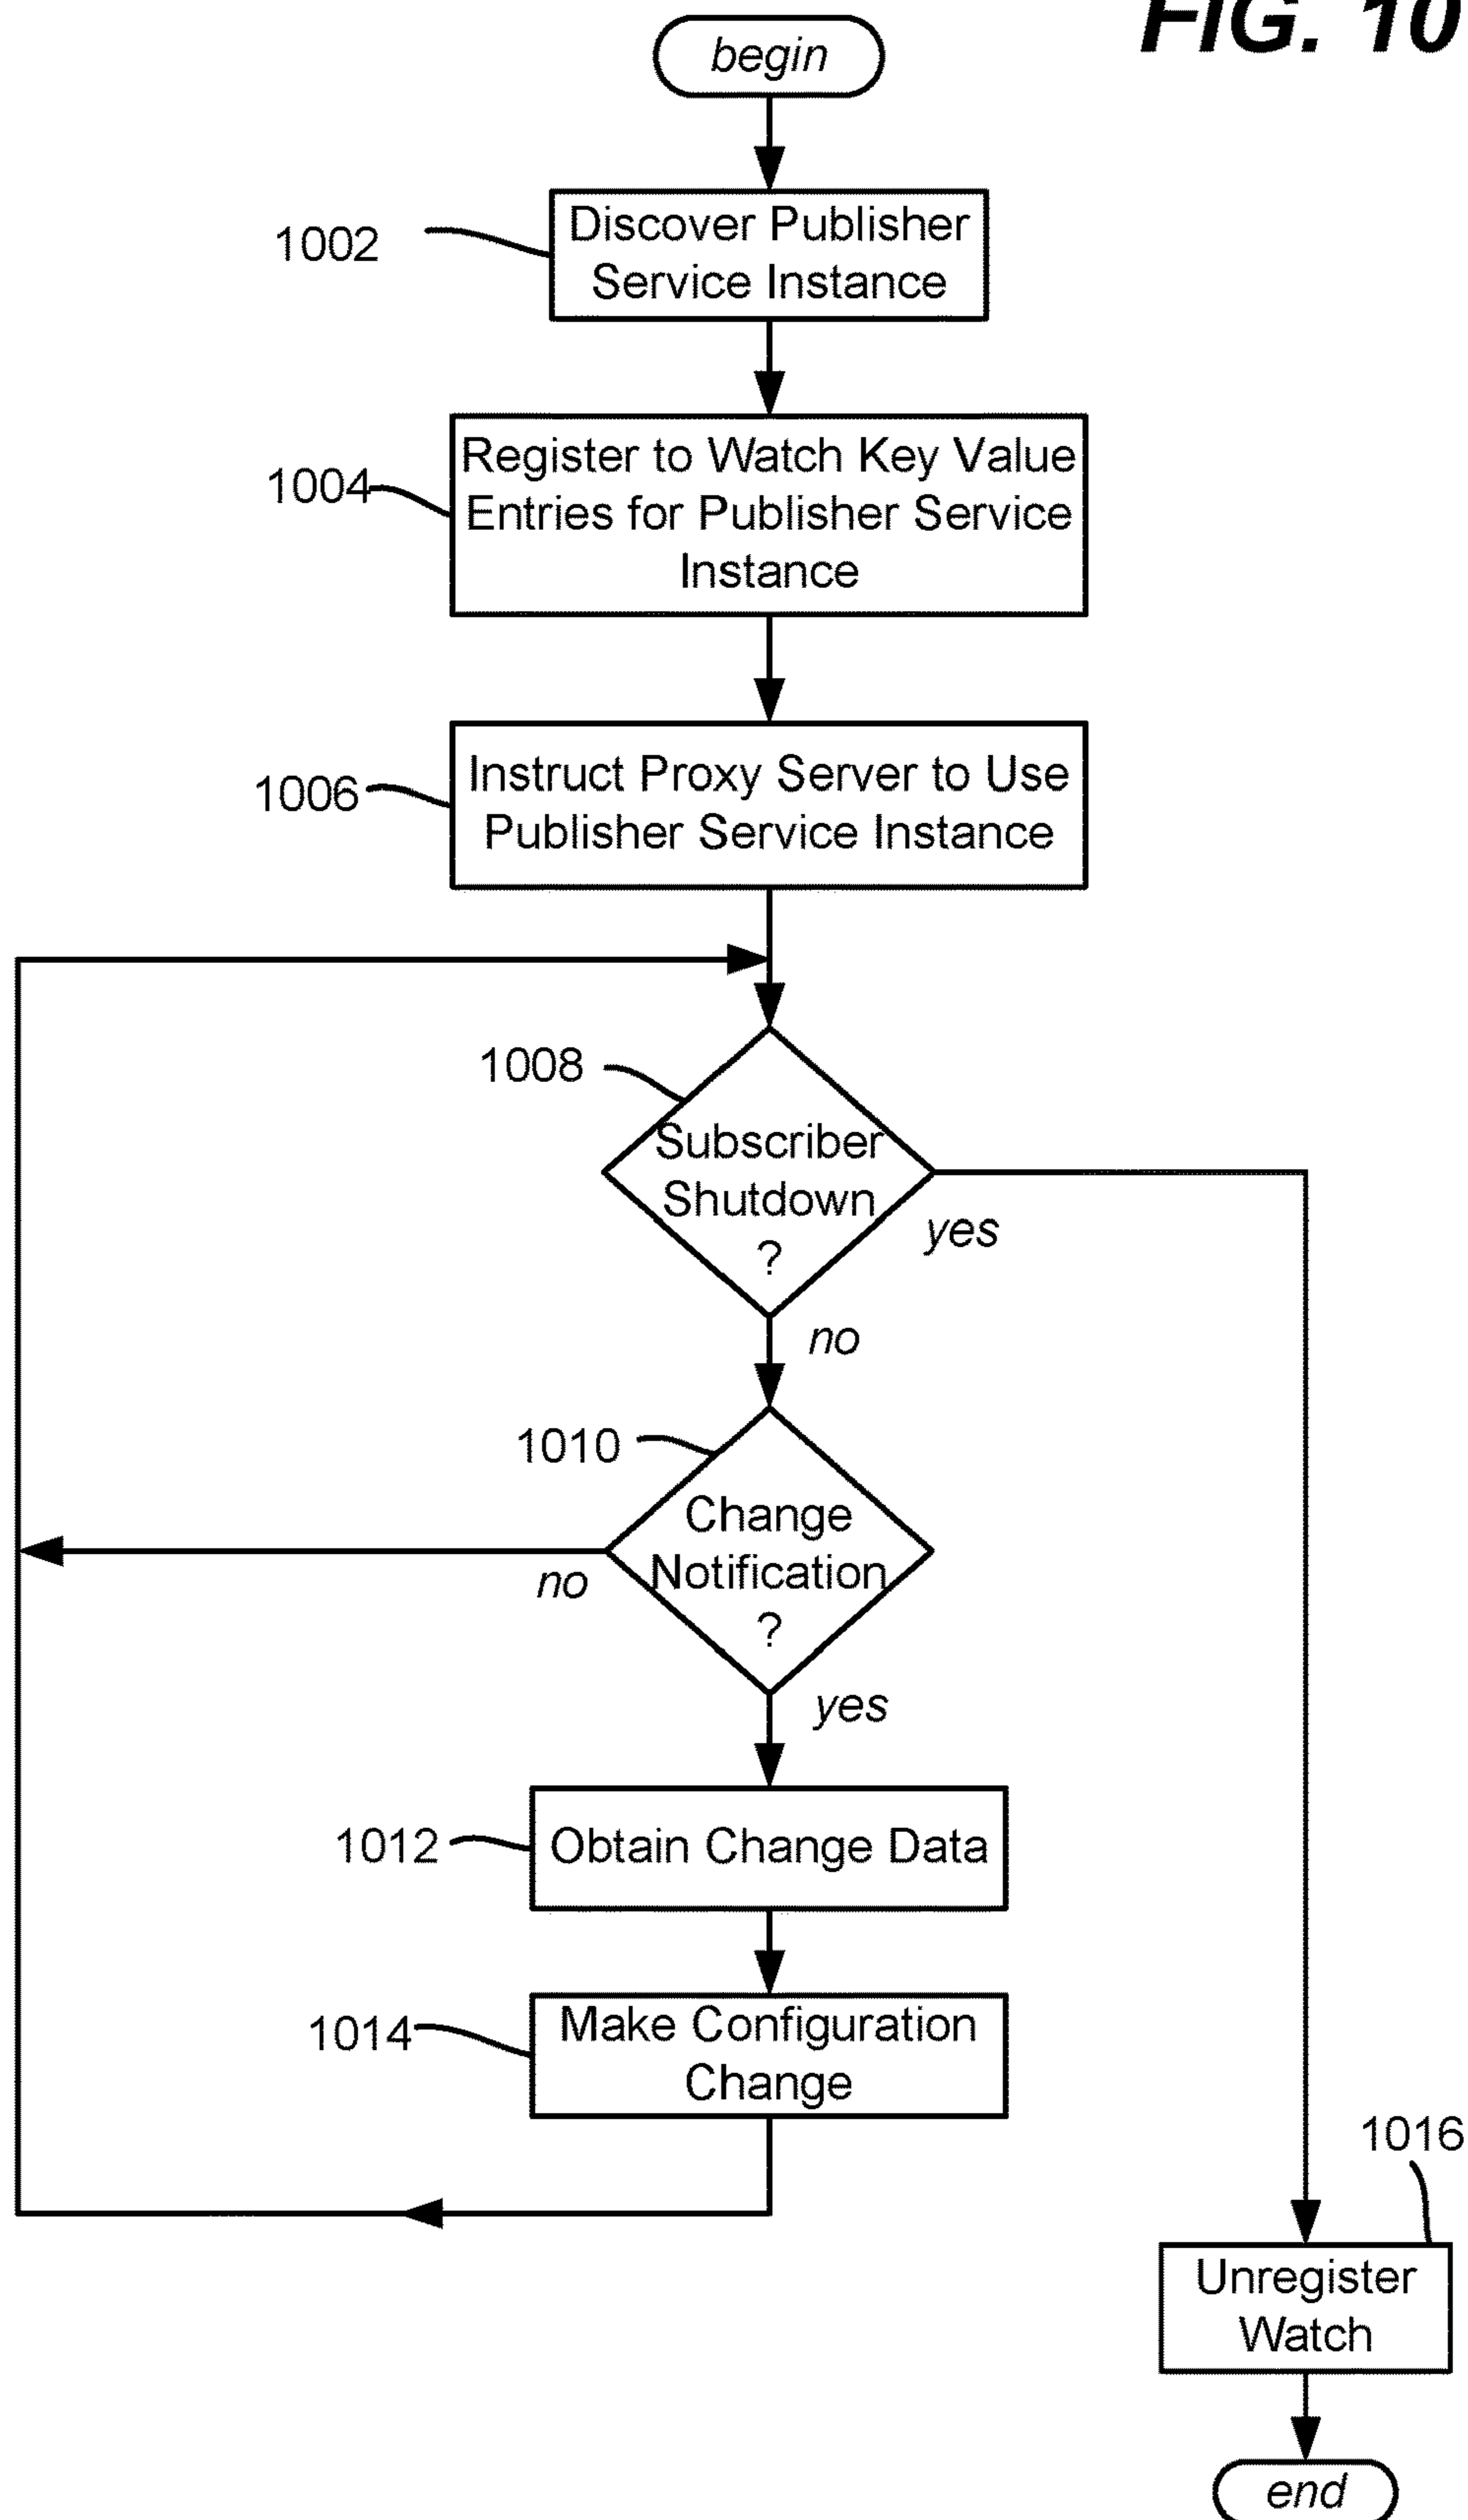 FIG. 10
begin
1002
Discover Publisher
Service Instance
1004
Register to Watch Key Value
Entries for Publisher Service
Instance
1006
Instruct Proxy Server to Use
Publisher Service Instance
1008
Subscriber
Shutdown
?
yes
no
1010
Change
Notification
?
no
yes
1012
Obtain Change Data
1014
Make Configuration
Change
1016
Unregister
Watch
end